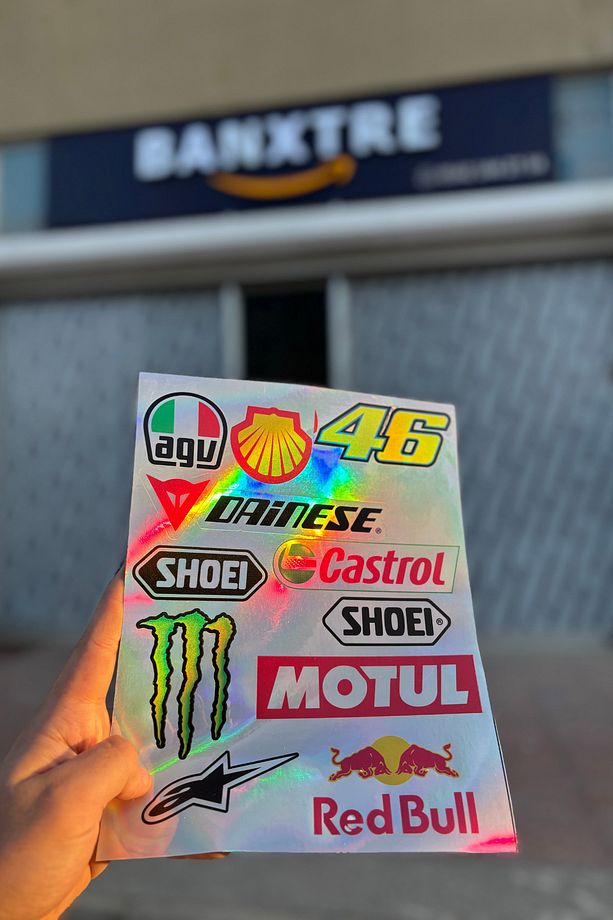 BANXTRE
agv
46
DAiNESE®
SHOEI
Castrol
SHOEI®
MOTUL
Red Bull